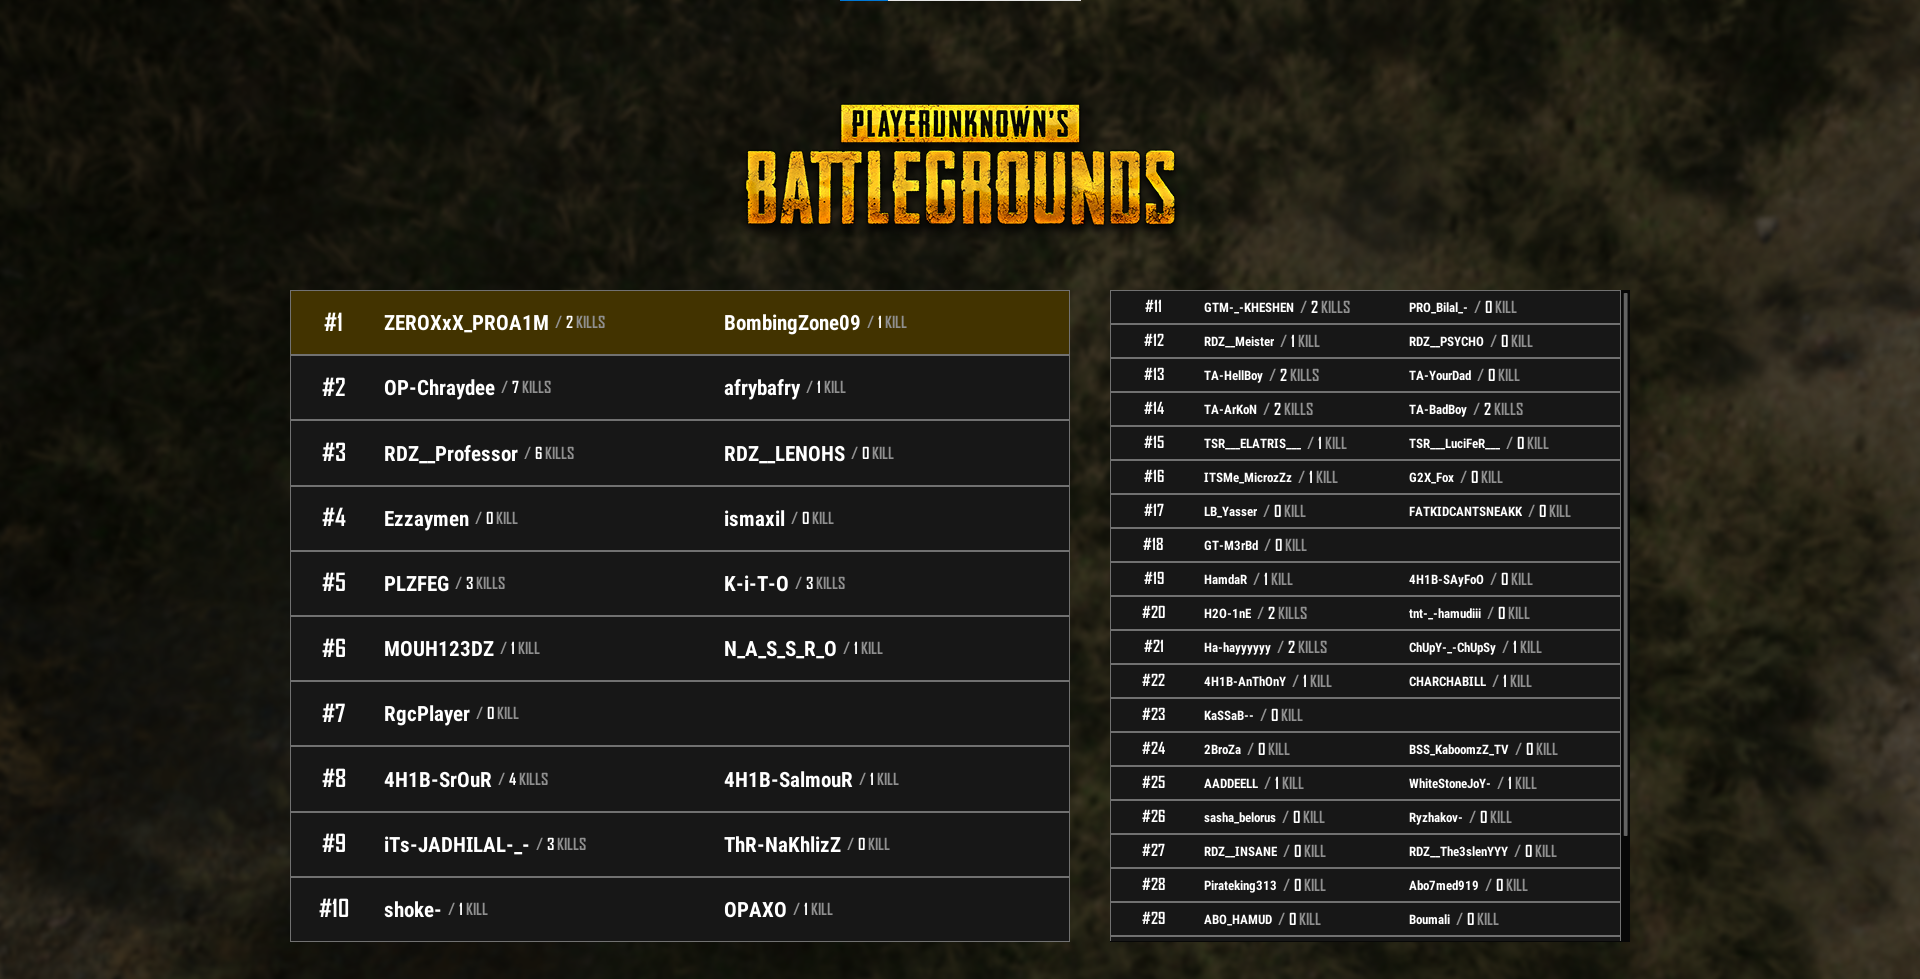 PLAYERUNKNOWN'S
BATTLEGROUNDS
#1 ZEROXxX_PROA1M / 2 KILLS BombingZone09 / 1 KILL
#2 OP-Chraydee / 7 KILLS afrybafry / 1 KILL
#3 RDZ__Professor / 6 KILLS RDZ__LENOHS / 0 KILL
#4 Ezzaymen / 0 KILL ismaxil / 0 KILL
#5 PLZFEG / 3 KILLS K-i-T-O / 3 KILLS
#6 MOUH123DZ / 1 KILL N_A_S_S_R_O / 1 KILL
#7 RgcPlayer / 0 KILL
#8 4H1B-SrOuR / 4 KILLS 4H1B-SalmouR / 1 KILL
#9 iTs-JADHILAL-_- / 3 KILLS ThR-NaKhlizZ / 0 KILL
#10 shoke- / 1 KILL OPAXO / 1 KILL
#11 GTM-_-KHESHEN / 2 KILLS PRO_Bilal_- / 0 KILL
#12 RDZ__Meister / 1 KILL RDZ__PSYCHO / 0 KILL
#13 TA-HellBoy / 2 KILLS TA-YourDad / 0 KILL
#14 TA-ArKoN / 2 KILLS TA-BadBoy / 2 KILLS
#15 TSR___ELATRIS___ / 1 KILL TSR___LuciFeR___ / 0 KILL
#16 ITSMe_MicrozZz / 1 KILL G2X_Fox / 0 KILL
#17 LB_Yasser / 0 KILL FATKIDCANTSNEAKK / 0 KILL
#18 GT-M3rBd / 0 KILL
#19 HamdaR / 1 KILL 4H1B-SAyFoO / 0 KILL
#20 H2O-1nE / 2 KILLS tnt-_-hamudiii / 0 KILL
#21 Ha-hayyyyyy / 2 KILLS ChUpY-_-ChUpSy / 1 KILL
#22 4H1B-AnThOnY / 1 KILL CHARCHABILL / 1 KILL
#23 KaSSaB-- / 0 KILL
#24 2BroZa / 0 KILL BSS_KaboomzZ_TV / 0 KILL
#25 AADDEELL / 1 KILL WhiteStoneJoY- / 1 KILL
#26 sasha_belorus / 0 KILL Ryzhakov- / 0 KILL
#27 RDZ__INSANE / 0 KILL RDZ__The3slenYYY / 0 KILL
#28 Pirateking313 / 0 KILL Abo7med919 / 0 KILL
#29 ABO_HAMUD / 0 KILL Boumali / 0 KILL